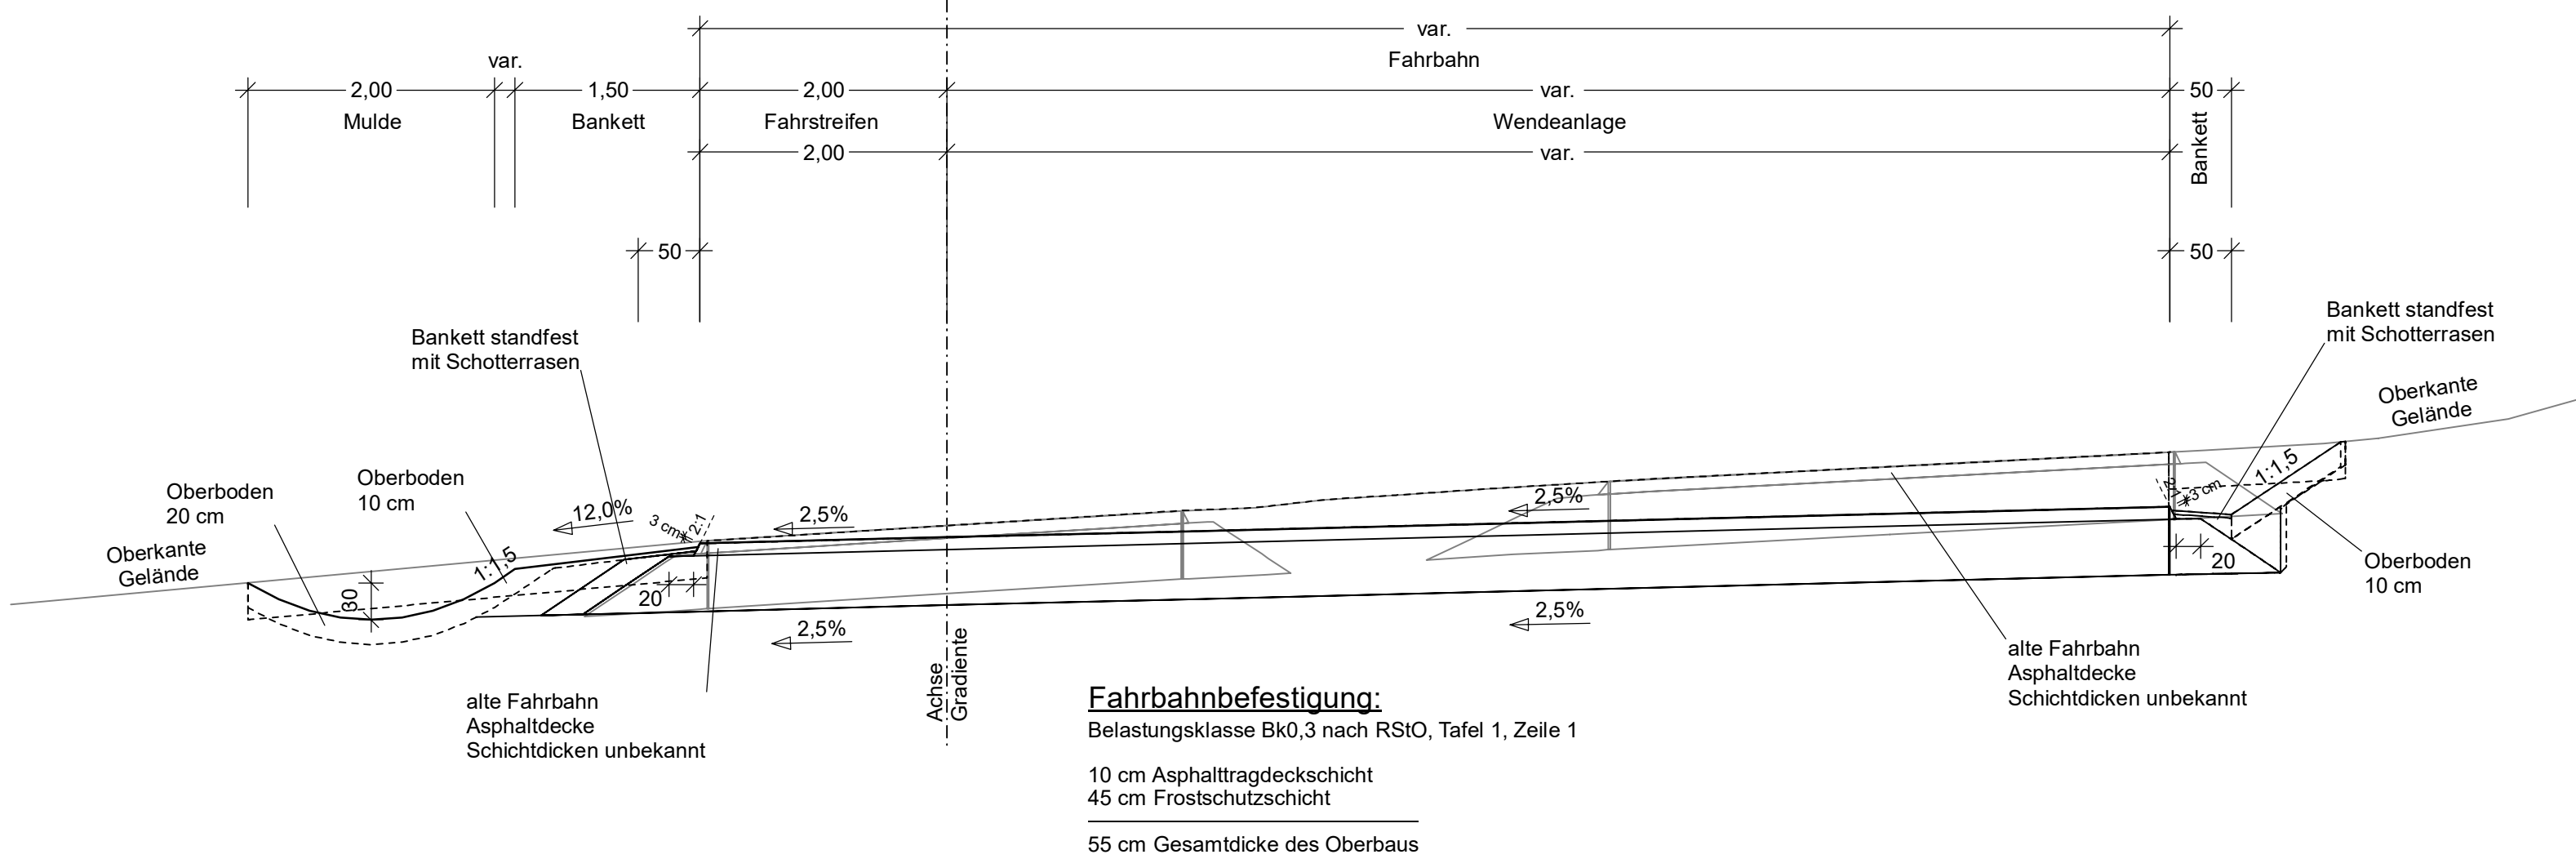 var.
Fahrbahn
var.
2,00
1,50
2,00
var.
50
Mulde
Bankett
Fahrstreifen
Wendeanlage
Bankett
2,00
var.
50
50
Bankett standfest
mit Schotterrasen
Bankett standfest
mit Schotterrasen
Oberkante
Gelände
Oberboden
20 cm
Oberboden
10 cm
12,0%
3 cm
2:1
2,5%
2,5%
2:1
3 cm
1:1,5
Oberkante
Gelände
1:1,5
30
20
20
Oberboden
10 cm
2,5%
2,5%
alte Fahrbahn
Asphaltdecke
Schichtdicken unbekannt
alte Fahrbahn
Asphaltdecke
Schichtdicken unbekannt
Achse
Gradiente
Fahrbahnbefestigung:
Belastungsklasse Bk0,3 nach RStO, Tafel 1, Zeile 1
10 cm Asphalttragdeckschicht
45 cm Frostschutzschicht
55 cm Gesamtdicke des Oberbaus